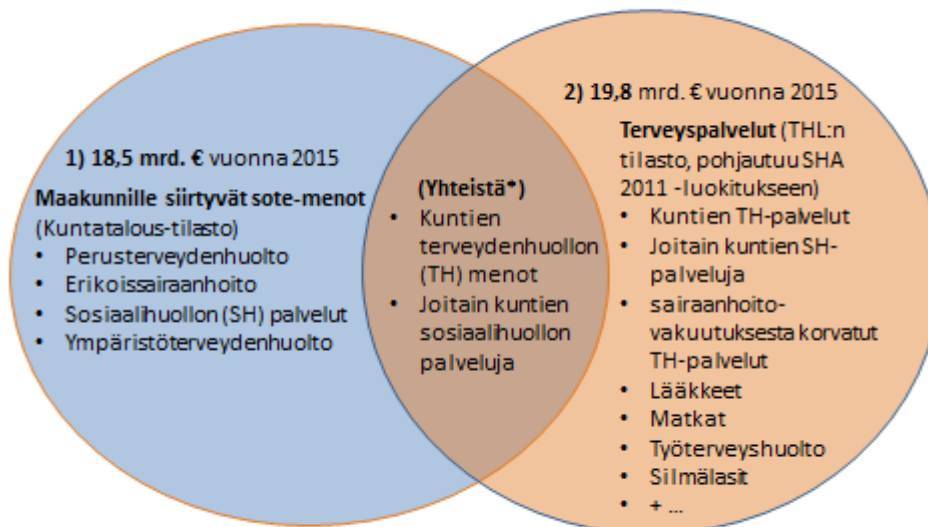 1) 18,5 mrd. € vuonna 2015
Maakunnille siirtyvät sote-menot
(Kuntatalous-tilasto)
• Perusterveydenhuolto
• Erikoissairaanhoito
• Sosiaalihuollon (SH) palvelut
• Ympäristöterveydenhuolto
(Yhteistä*)
• Kuntien
terveydenhuollon
(TH) menot
• Joitain kuntien
sosiaalihuollon
palveluja
2) 19,8 mrd. € vuonna 2015
Terveyspalvelut (THL:n
tilasto, pohjautuu SHA
2011 -luokitukseen)
• Kuntien TH-palvelut
• Joitain kuntien SH-
palveluja
• sairaanhoito-
vakuutuksesta korvatut
TH-palvelut
• Lääkkeet
• Matkat
• Työterveyshuolto
• Silmälasit
• + ...